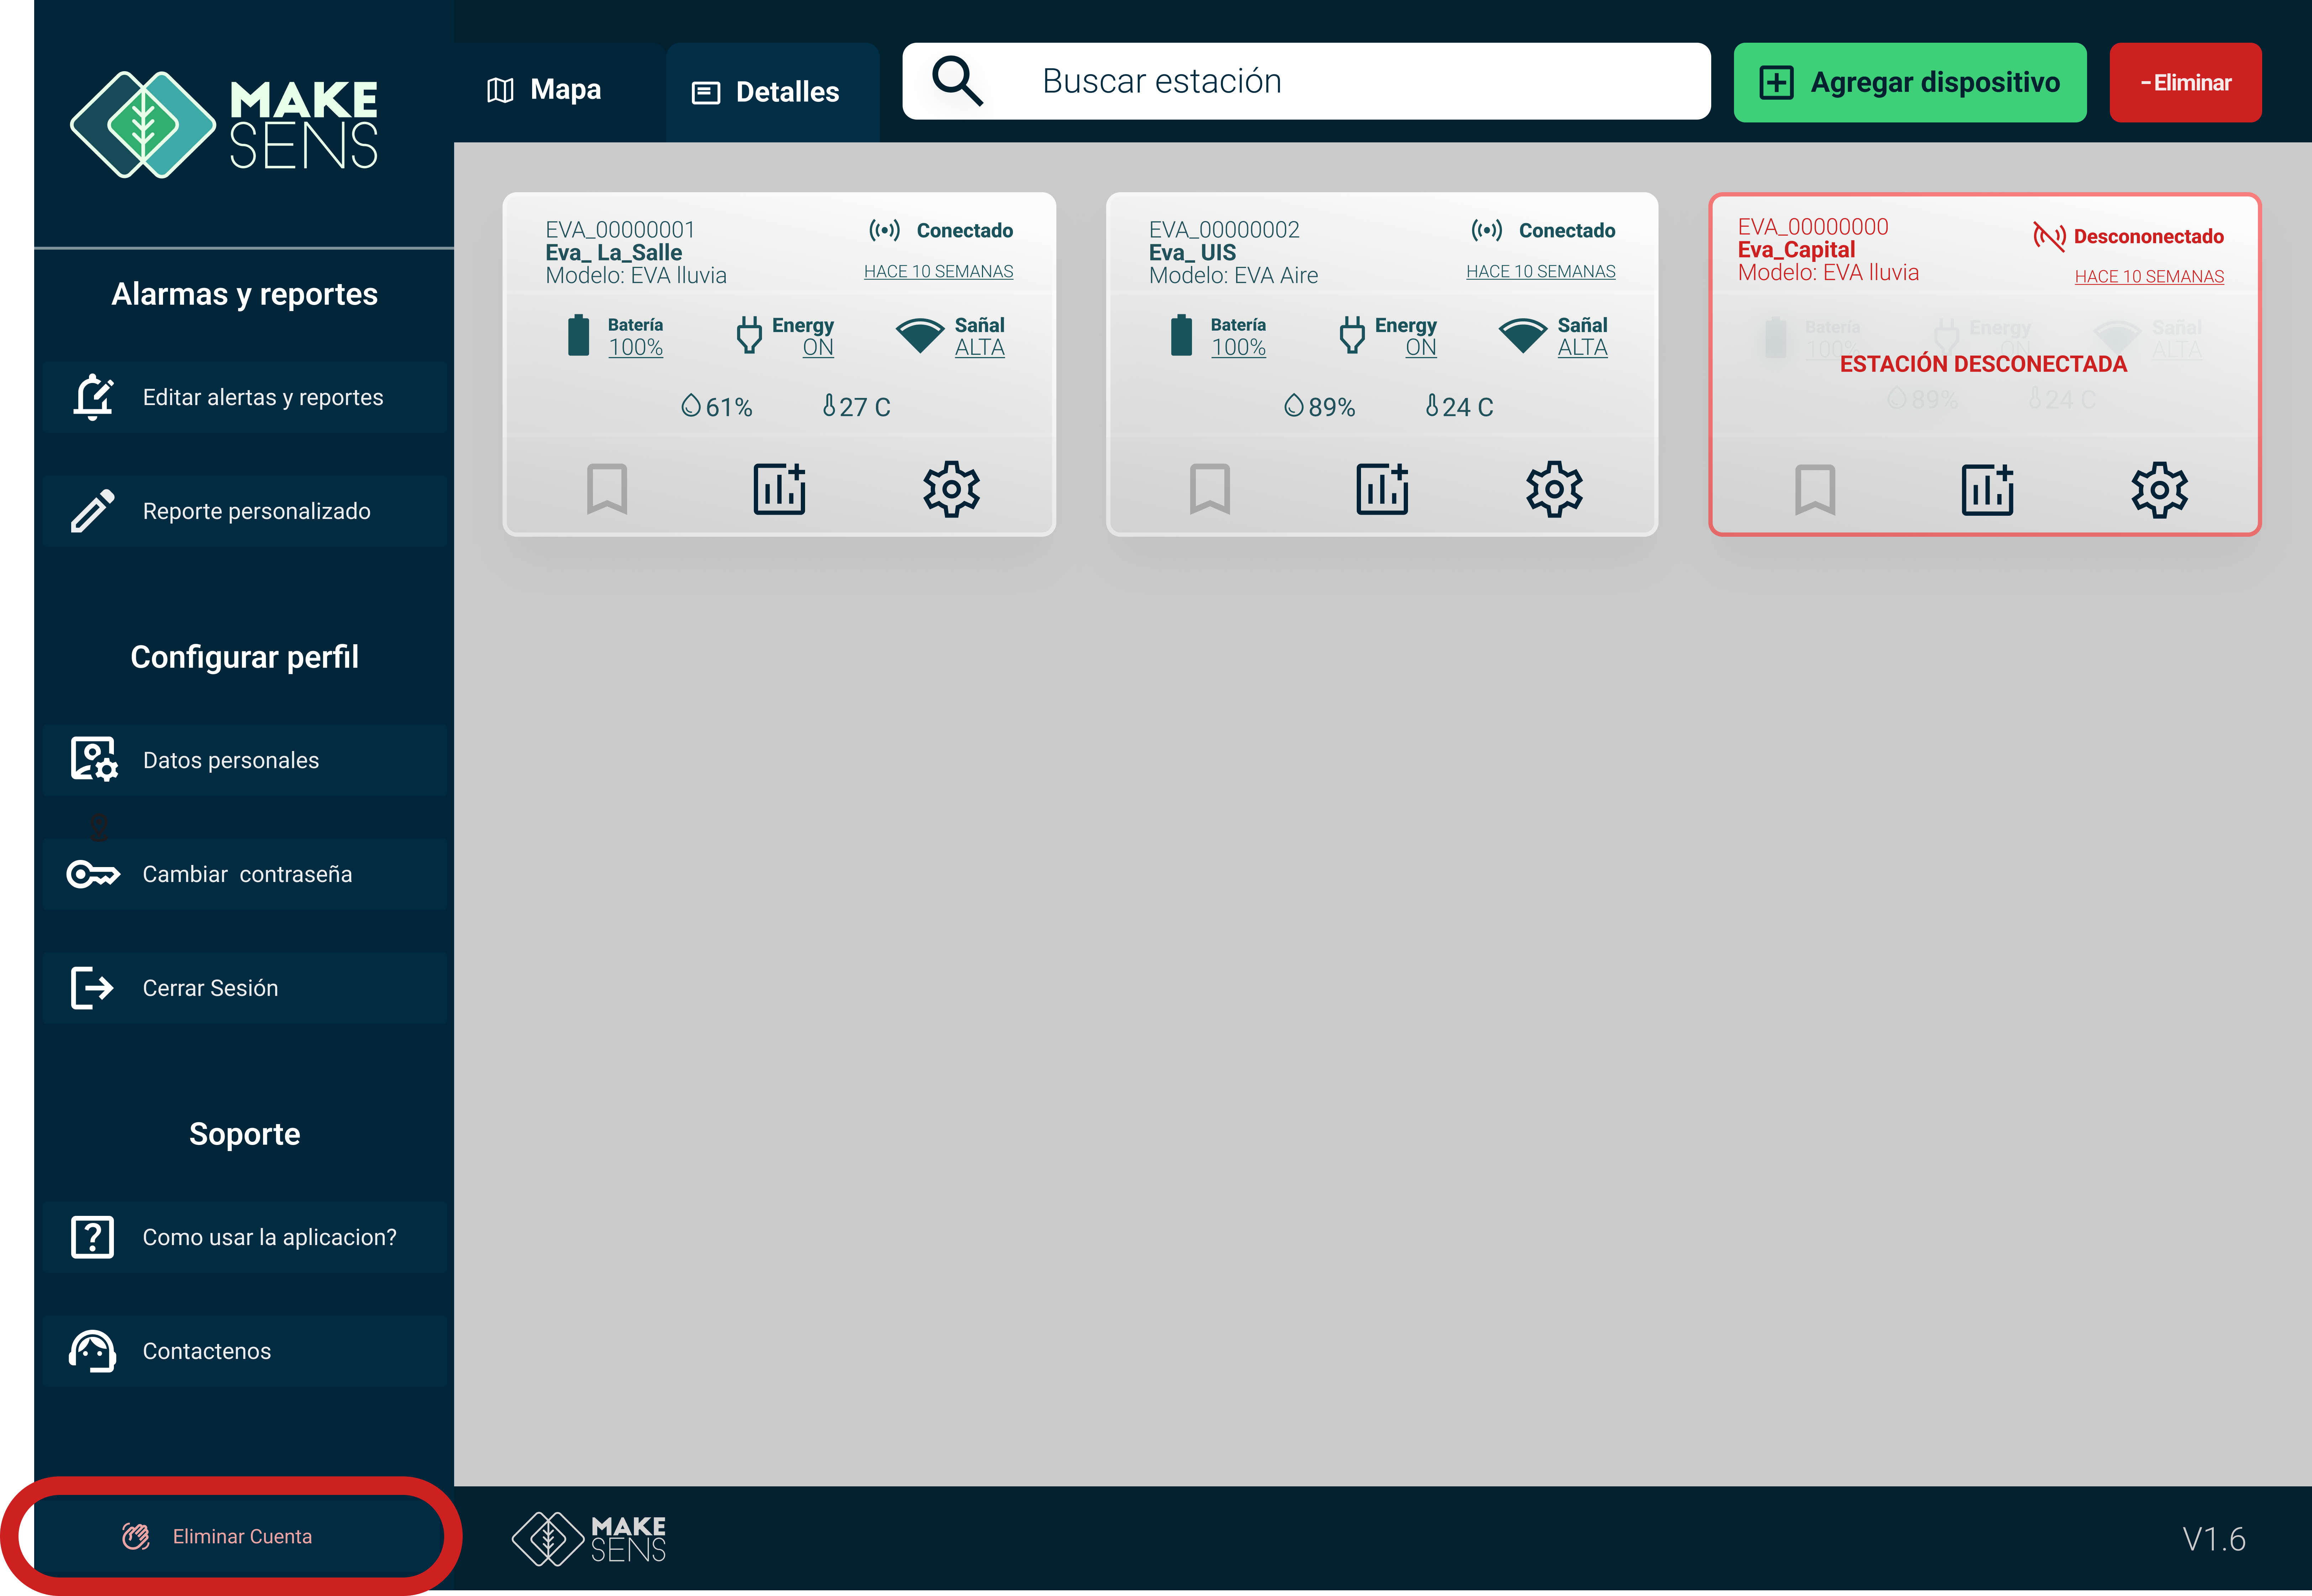 MAKE
SENS
Mapa
Detalles
Buscar estación
Agregar dispositivo
-Eliminar
Alarmas y reportes
Editar alertas y reportes
Reporte personalizado
Configurar perfil
Datos personales
Cambiar contraseña
Cerrar Sesión
Soporte
Como usar la aplicacion?
Contactenos
Eliminar Cuenta
EVA_00000001
Eva_ La_Salle
Modelo: EVA lluvia
Conectado
HACE 10 SEMANAS
Batería
100%
Energy
ON
Sañal
ALTA
61%
27 C
EVA_00000002
Eva_ UIS
Modelo: EVA Aire
Conectado
HACE 10 SEMANAS
Batería
100%
Energy
ON
Sañal
ALTA
89%
24 C
EVA_00000000
Eva_Capital
Modelo: EVA lluvia
Descononectado
HACE 10 SEMANAS
Batería
100%
Energy
ON
Sañal
ALTA
ESTACIÓN DESCONECTADA
89%
24 C
MAKE
SENS
V1.6